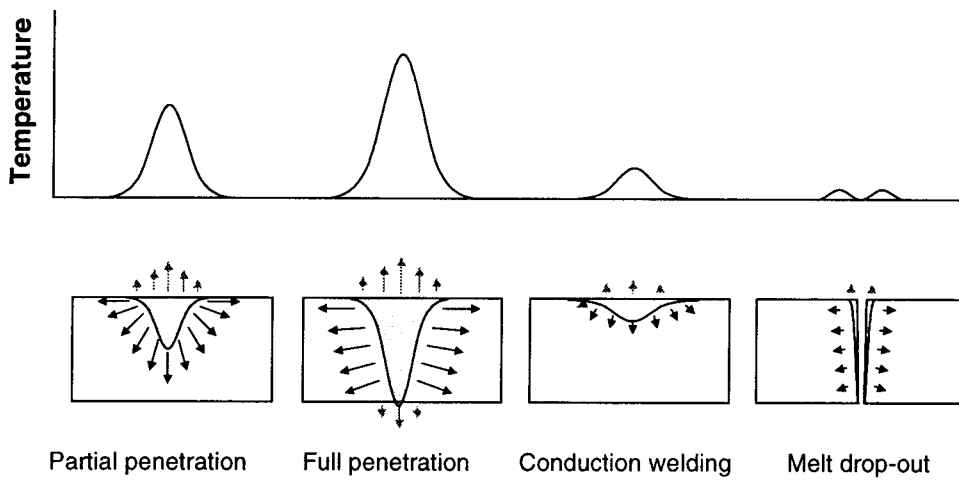 Temperature
Partial penetration
Full penetration
Conduction welding
Melt drop-out